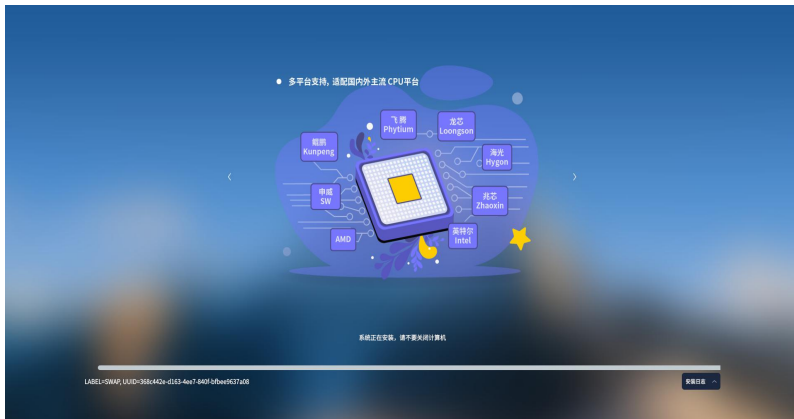 多平台支持, 适配国内外主流 CPU平台
飞腾
Phytium
龙芯
Loongson
鲲鹏
Kunpeng
海光
Hygon
申威
SW
兆芯
Zhaoxin
AMD
英特尔
Intel
系统正在安装，请不要关闭计算机
LABEL=SWAP, UUID=368c442e-d163-4ee7-840f-bfbee9637a08
安装日志